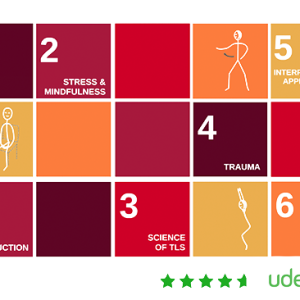 2
STRESS &
MINDFULNESS
5
INTERP
APP
4
TRAUMA
UCTION
3
SCIENCE
OF TLS
6
ude